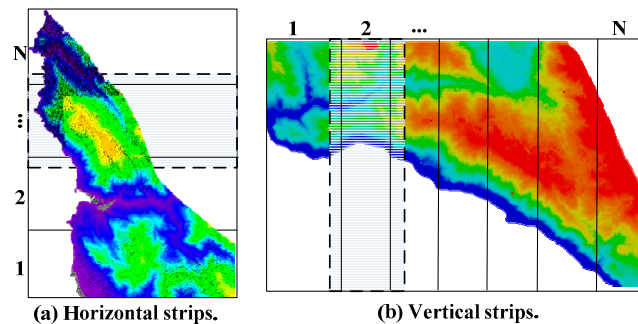 N
...
2
1
(a) Horizontal strips.
1 2 ... N
(b) Vertical strips.